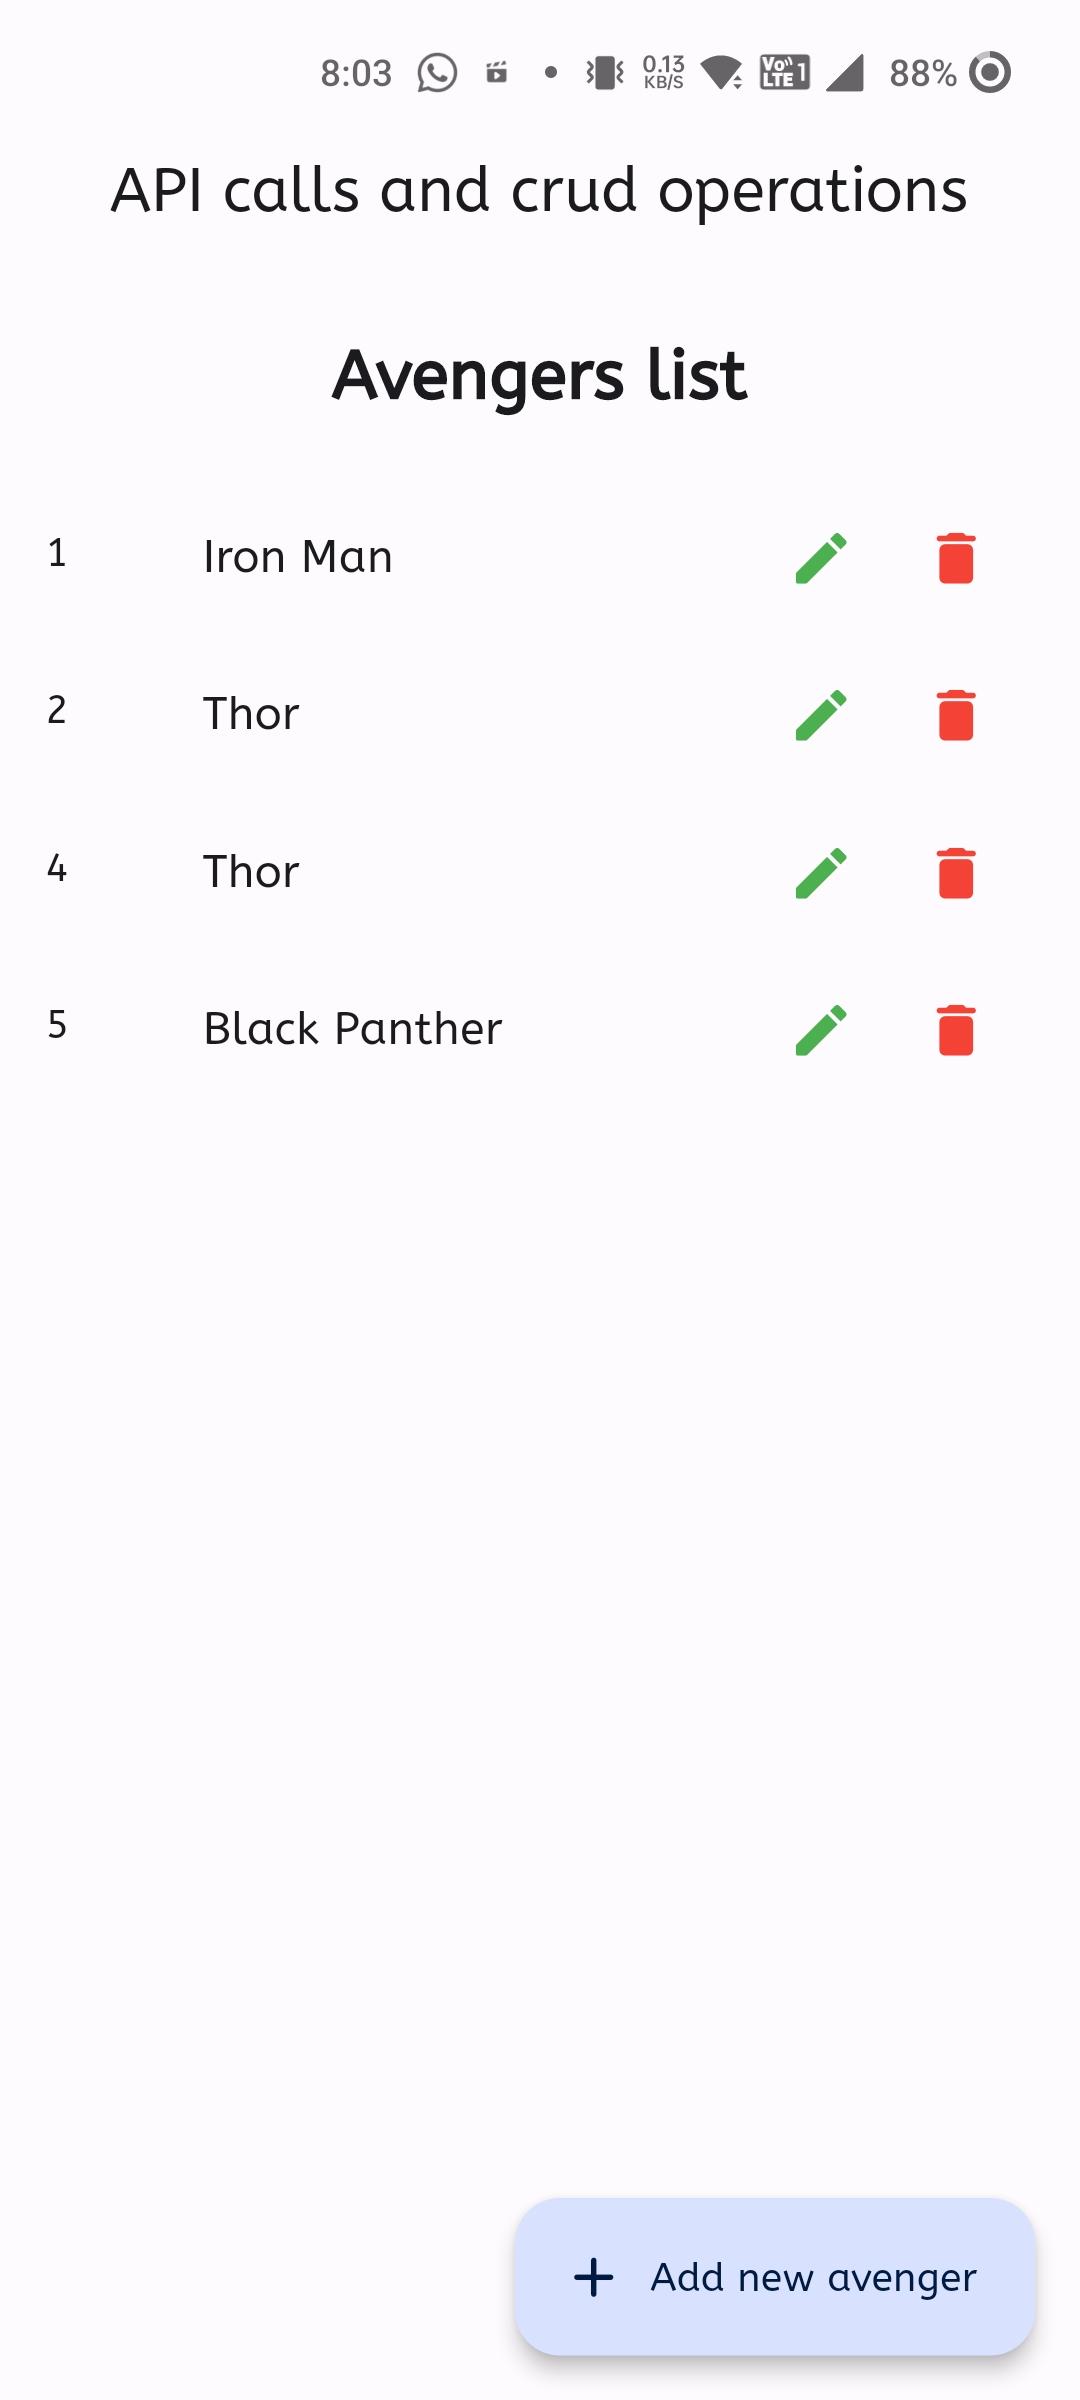 8:03 0.13 KB/S Vo LTE 1 88%
API calls and crud operations
Avengers list
1 Iron Man
2 Thor
4 Thor
5 Black Panther
Add new avenger